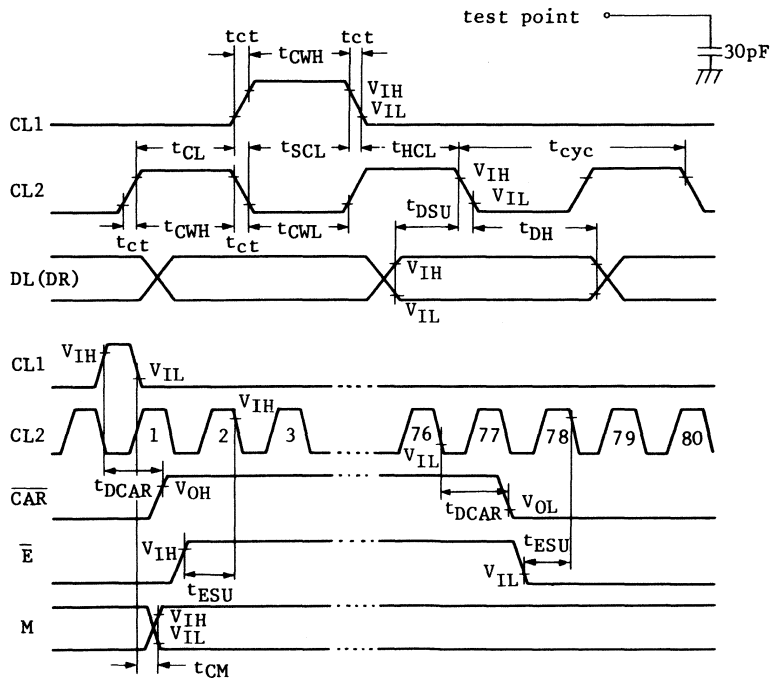 test point
30pF
tct
tCWH
tct
VIH
VIL
CL1
tCL
tSCL
tHCL
tcyc
CL2
VIH
VIL
tct
tCWH
tct
tCWL
tDSU
tDH
DL(DR)
VIH
VIL
CL1
VIH
VIL
CL2
1
2
VIH
3
76
77
78
79
80
VIL
tDCAR
CAR
VOH
tDCAR
VOL
E
VIH
tESU
VIL
tESU
M
VIH
VIL
tCM